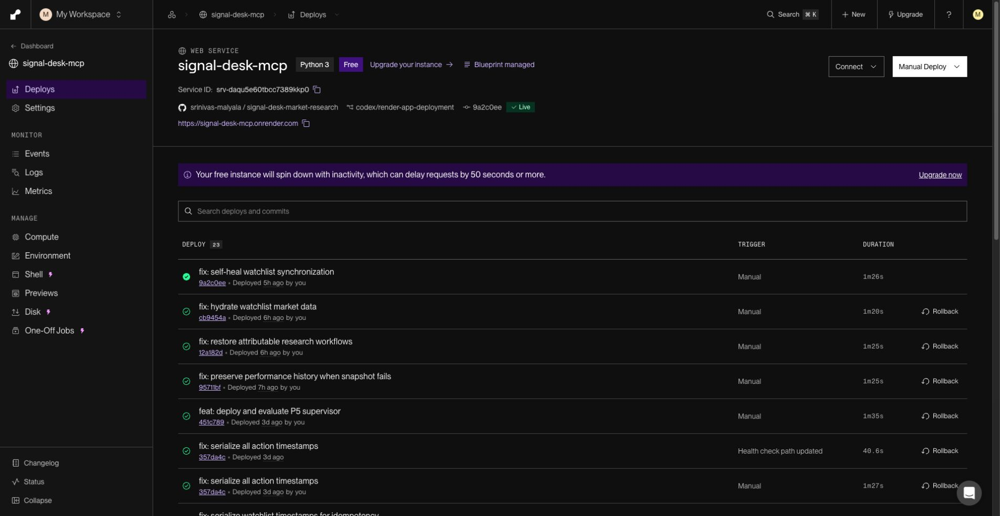 M My Workspace
signal-desk-mcp
Deploys
Search ⌘ K
New
Upgrade
?
M
Dashboard
signal-desk-mcp
Deploys
Settings
MONITOR
Events
Logs
Metrics
MANAGE
Compute
Environment
Shell
Previews
Disk
One-Off Jobs
Changelog
Status
Collapse
WEB SERVICE
signal-desk-mcp Python 3 Free Upgrade your instance → Blueprint managed
Connect
Manual Deploy
Service ID: srv-daqu5e60tbcc7389kkp0
srinivas-malyala / signal-desk-market-research codex/render-app-deployment 9a2c0ee Live
https://signal-desk-mcp.onrender.com
Your free instance will spin down with inactivity, which can delay requests by 50 seconds or more. Upgrade now
Search deploys and commits
DEPLOY 23 TRIGGER DURATION
fix: self-heal watchlist synchronization
9a2c0ee • Deployed 5h ago by you
Manual 1m26s
fix: hydrate watchlist market data
cb9454a • Deployed 6h ago by you
Manual 1m20s Rollback
fix: restore attributable research workflows
12a182d • Deployed 6h ago by you
Manual 1m25s Rollback
fix: preserve performance history when snapshot fails
95711bf • Deployed 7h ago by you
Manual 1m25s Rollback
feat: deploy and evaluate P5 supervisor
451c789 • Deployed 3d ago by you
Manual 1m35s Rollback
fix: serialize all action timestamps
357da4c • Deployed 3d ago
Health check path updated 40.6s Rollback
fix: serialize all action timestamps
357da4c • Deployed 3d ago by you
Manual 1m27s Rollback
fix: serialize watchlist timestamps for idempotency